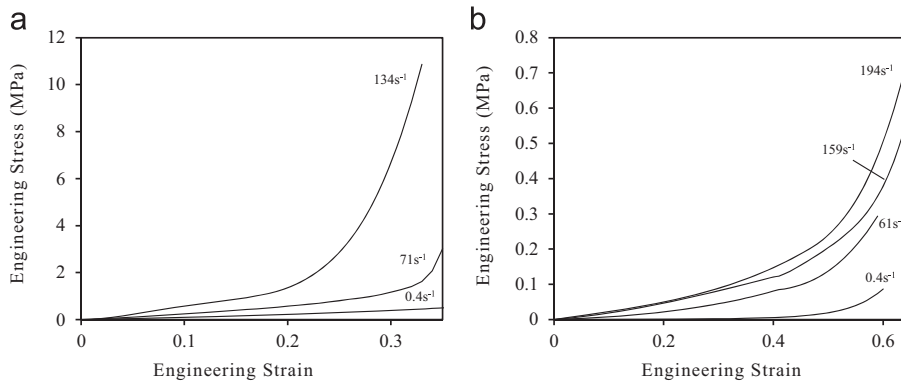 a
12
10
8
6
4
2
0
0
0.1
0.2
0.3
Engineering Stress (MPa)
Engineering Strain
134s⁻¹
71s⁻¹
0.4s⁻¹
b
0.8
0.7
0.6
0.5
0.4
0.3
0.2
0.1
0
0
0.2
0.4
0.6
Engineering Stress (MPa)
Engineering Strain
194s⁻¹
159s⁻¹
61s⁻
0.4s⁻¹